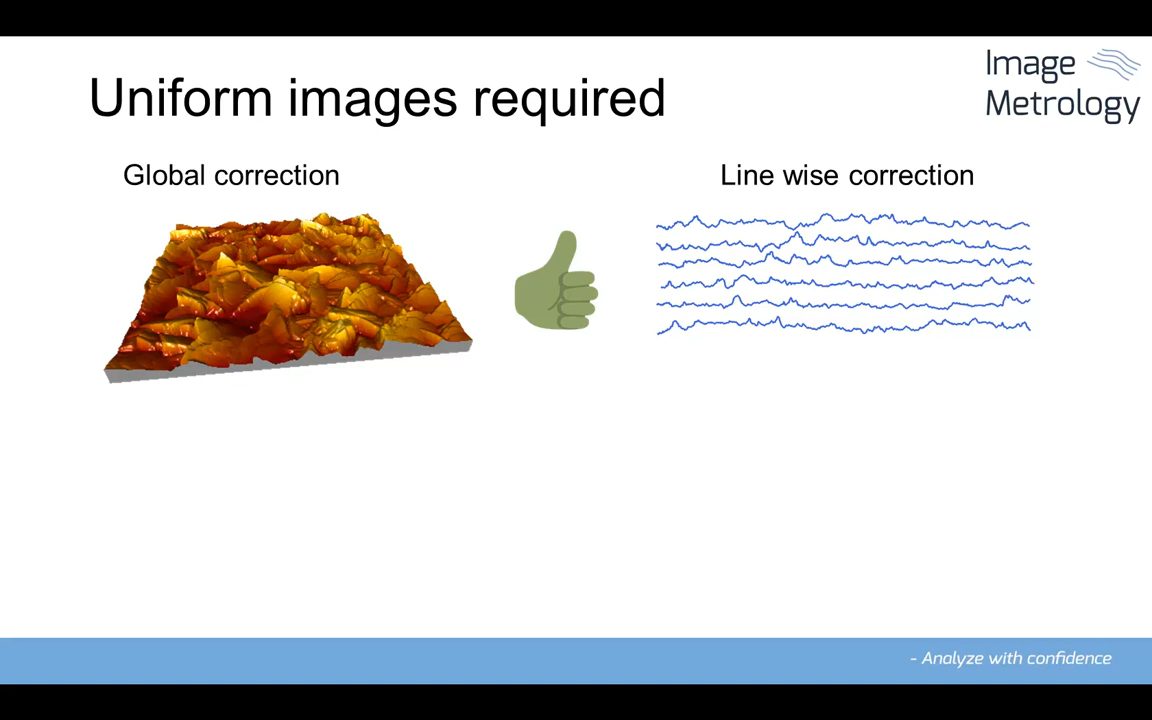 Uniform images required
Image
Metrology
Global correction
Line wise correction
- Analyze with confidence